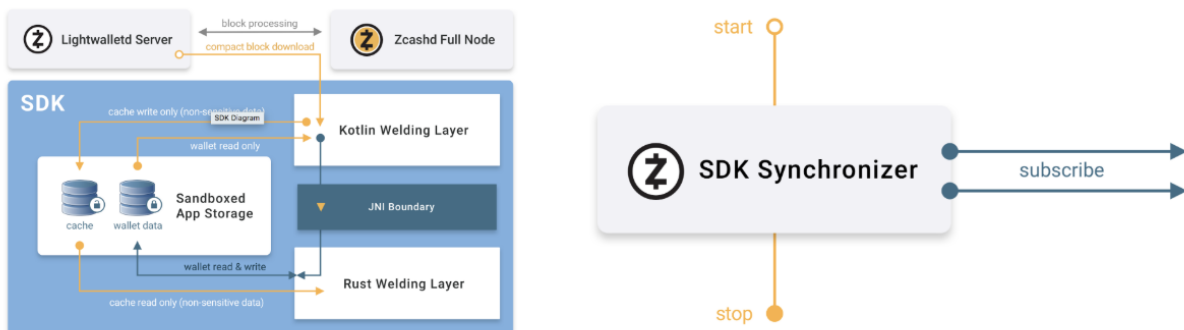 Lightwalletd Server
block processing
Zcashd Full Node
compact block download
SDK
cache write only (non-sensitive data)
SDK Diagram
Kotlin Welding Layer
wallet read only
Sandboxed
App Storage
cache
wallet data
JNI Boundary
wallet read & write
Rust Welding Layer
cache read only (non-sensitive data)
start
SDK Synchronizer
subscribe
stop